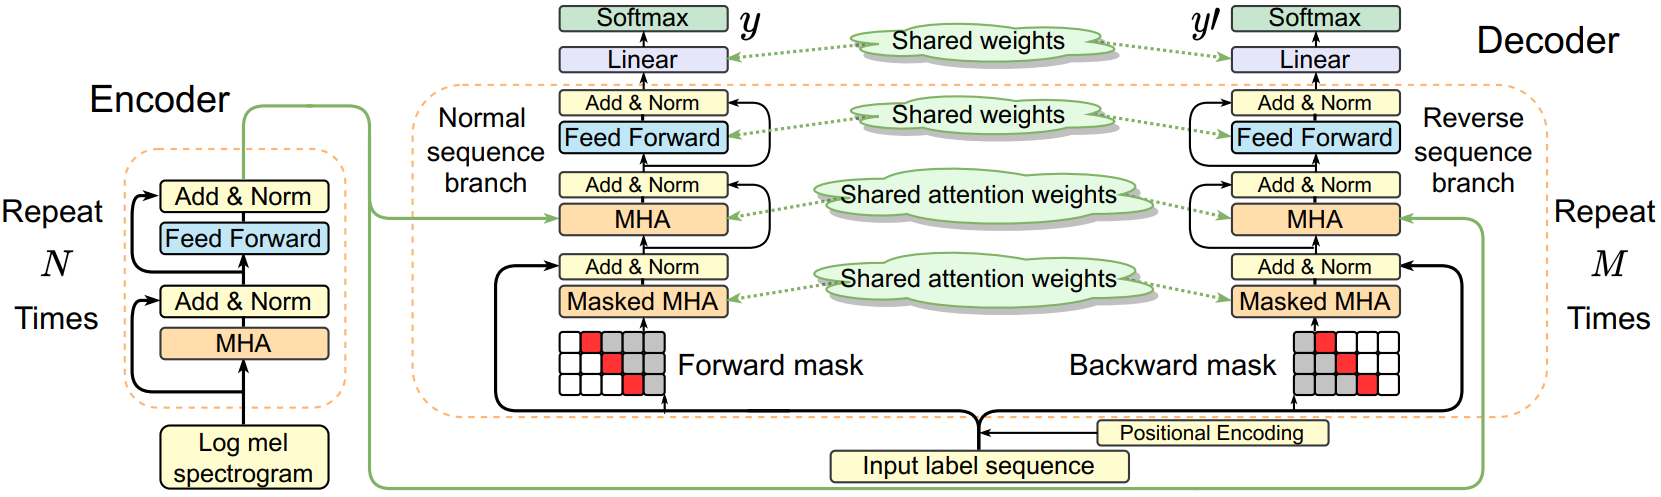 Encoder
Repeat
N
Times
Add & Norm
Feed Forward
Add & Norm
MHA
Log mel
spectrogram
Decoder
Softmax
y
Linear
Normal
sequence
branch
Add & Norm
Feed Forward
Add & Norm
MHA
Add & Norm
Masked MHA
Forward mask
Shared weights
Shared weights
Shared attention weights
Shared attention weights
y′
Softmax
Linear
Add & Norm
Feed Forward
Add & Norm
MHA
Add & Norm
Masked MHA
Backward mask
Reverse
sequence
branch
Repeat
M
Times
Positional Encoding
Input label sequence